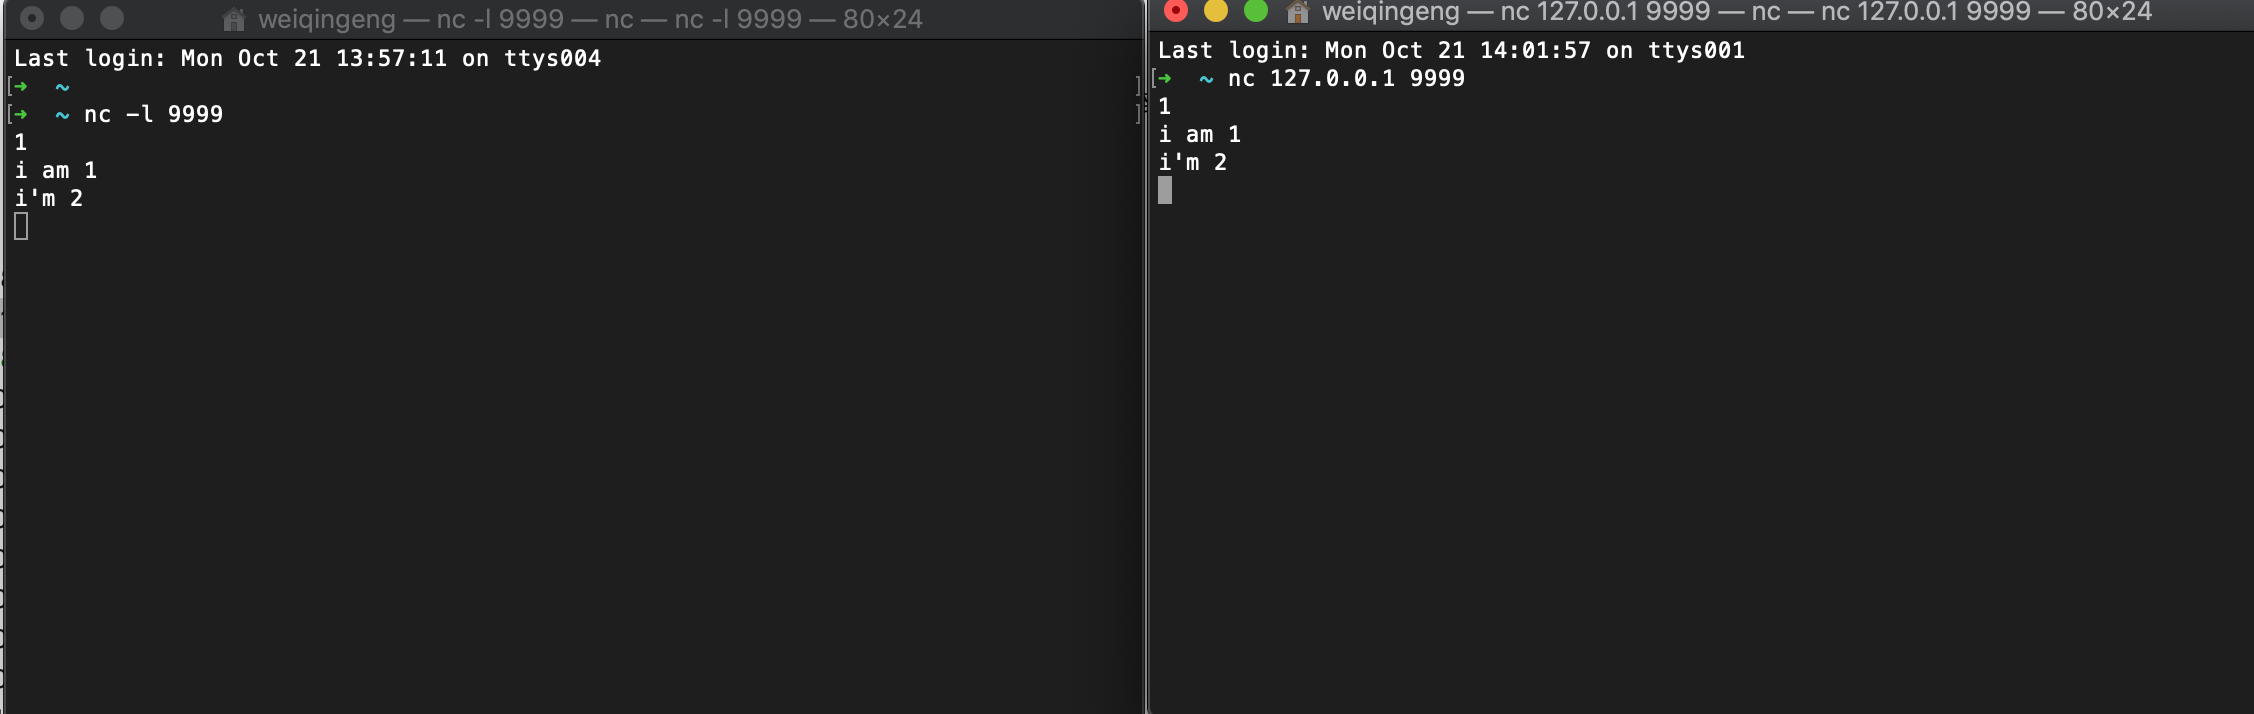 weiqingeng — nc -l 9999 — nc — nc -l 9999 — 80×24
Last login: Mon Oct 21 13:57:11 on ttys004
[➜  ~ ]
[➜  ~ nc -l 9999 ]
1
i am 1
i'm 2
weiqingeng — nc 127.0.0.1 9999 — nc — nc 127.0.0.1 9999 — 80×24
Last login: Mon Oct 21 14:01:57 on ttys001
[➜  ~ nc 127.0.0.1 9999
1
i am 1
i'm 2